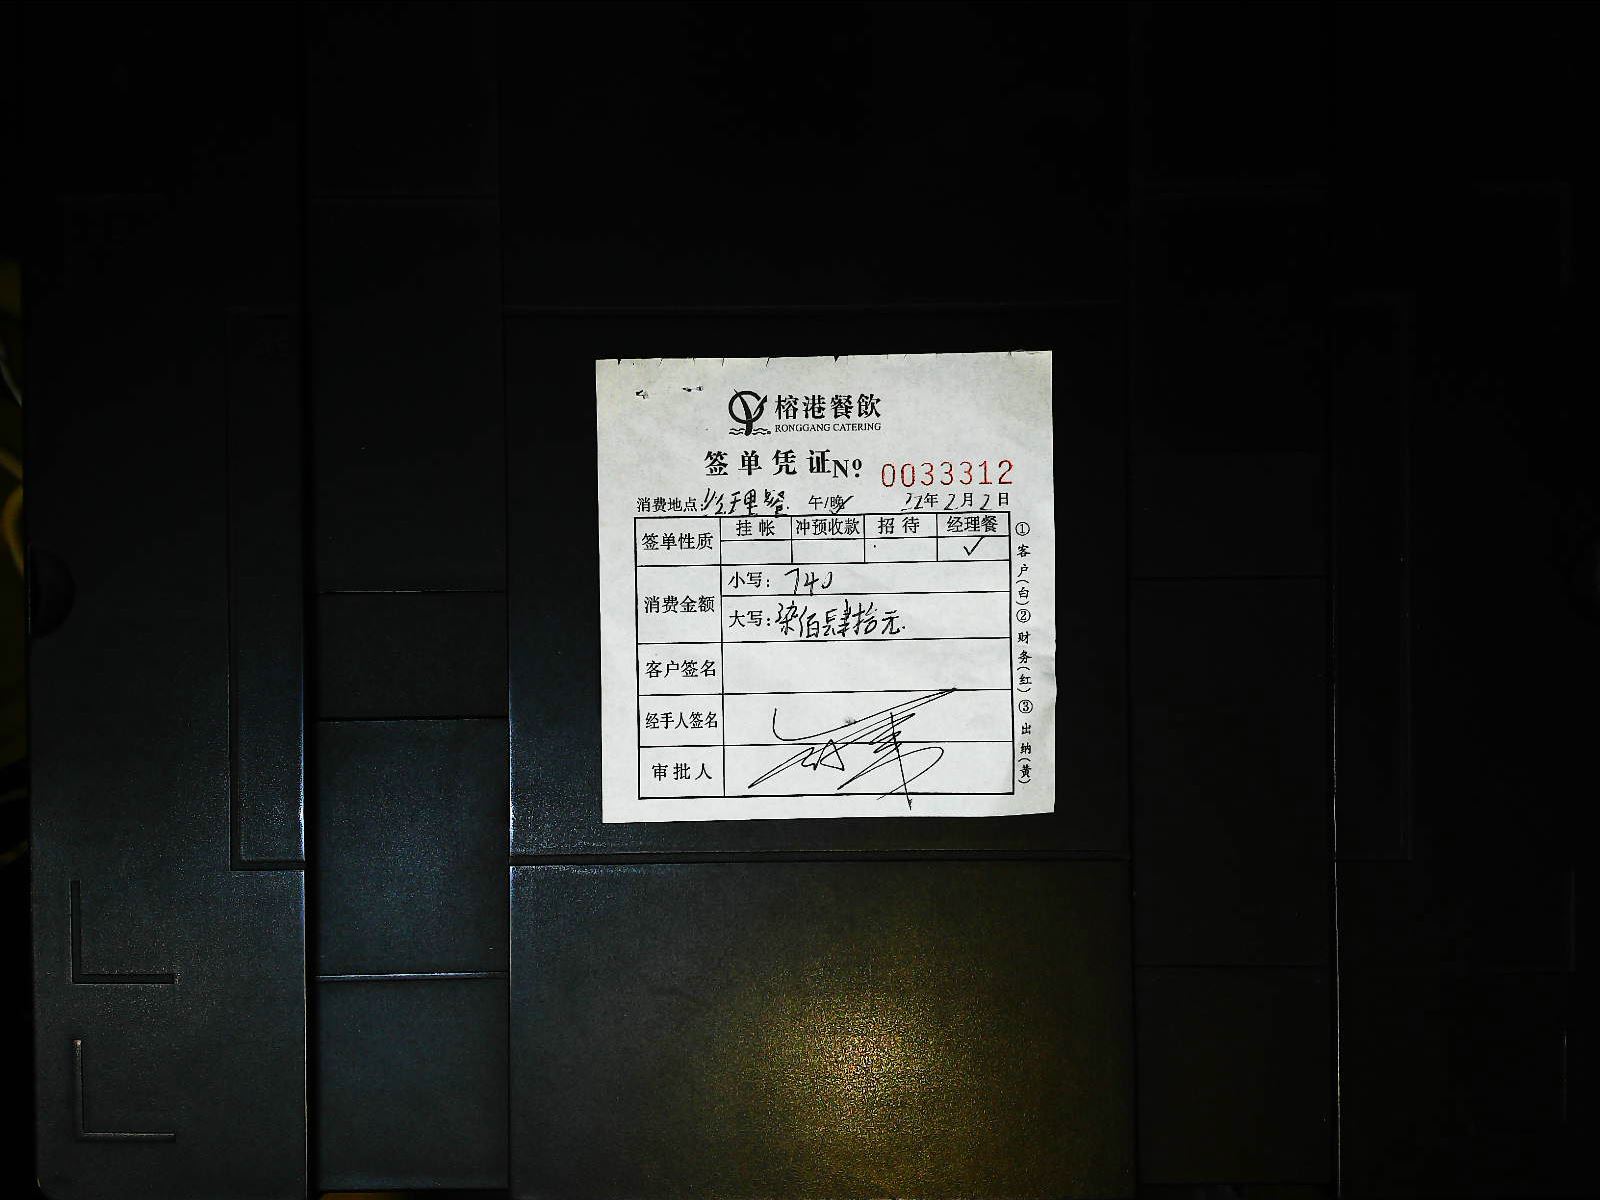 榕港餐飲
RONGGANG CATERING
签单凭证 Nº 0033312
消费地点:经理餐 午/晚 22年2月2日
签单性质 挂帐 冲预收款 招待 经理餐
✓
消费金额 小写:740
大写:柒佰肆拾元.
客户签名
经手人签名
审批人
①客户(白)②财务(红)③出纳(黄)